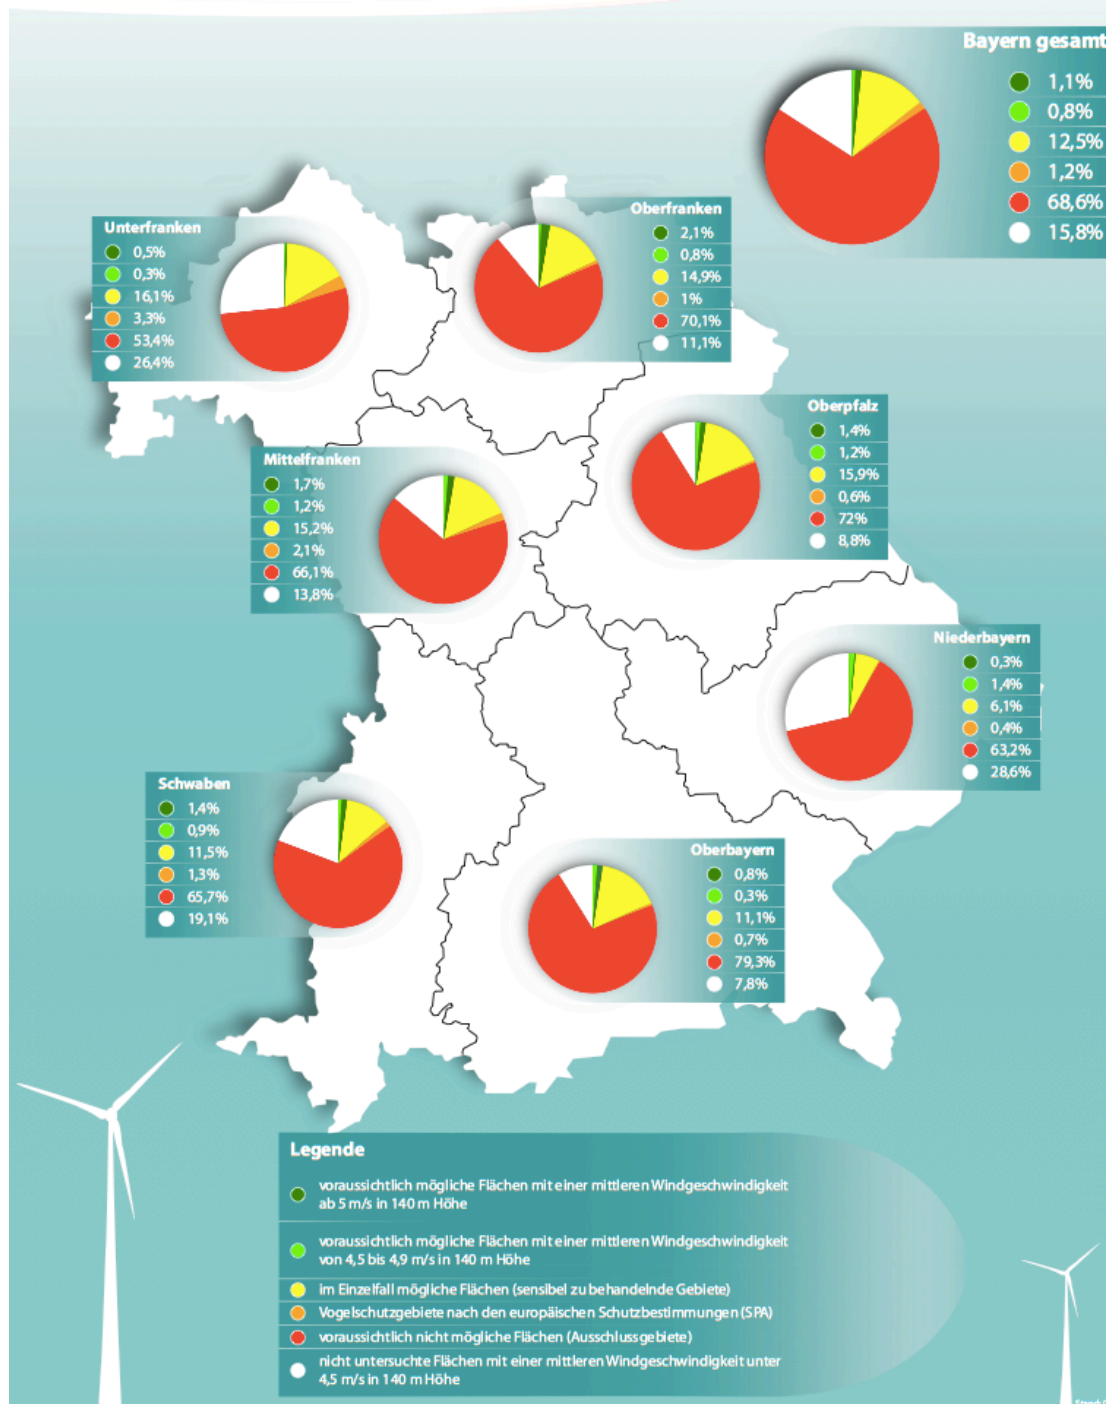 Bayern gesamt
1,1%
0,8%
12,5%
1,2%
68,6%
15,8%
Unterfranken
0,5%
0,3%
16,1%
3,3%
53,4%
26,4%
Oberfranken
2,1%
0,8%
14,9%
1%
70,1%
11,1%
Oberpfalz
1,4%
1,2%
15,9%
0,6%
72%
8,8%
Mittelfranken
1,7%
1,2%
15,2%
2,1%
66,1%
13,8%
Niederbayern
0,3%
1,4%
6,1%
0,4%
63,2%
28,6%
Schwaben
1,4%
0,9%
11,5%
1,3%
65,7%
19,1%
Oberbayern
0,8%
0,3%
11,1%
0,7%
79,3%
7,8%
Legende
voraussichtlich mögliche Flächen mit einer mittleren Windgeschwindigkeit
ab 5 m/s in 140 m Höhe
voraussichtlich mögliche Flächen mit einer mittleren Windgeschwindigkeit
von 4,5 bis 4,9 m/s in 140 m Höhe
im Einzelfall mögliche Flächen (sensibel zu behandelnde Gebiete)
Vogelschutzgebiete nach den europäischen Schutzbestimmungen (SPA)
voraussichtlich nicht mögliche Flächen (Ausschlussgebiete)
nicht untersuchte Flächen mit einer mittleren Windgeschwindigkeit unter
4,5 m/s in 140 m Höhe